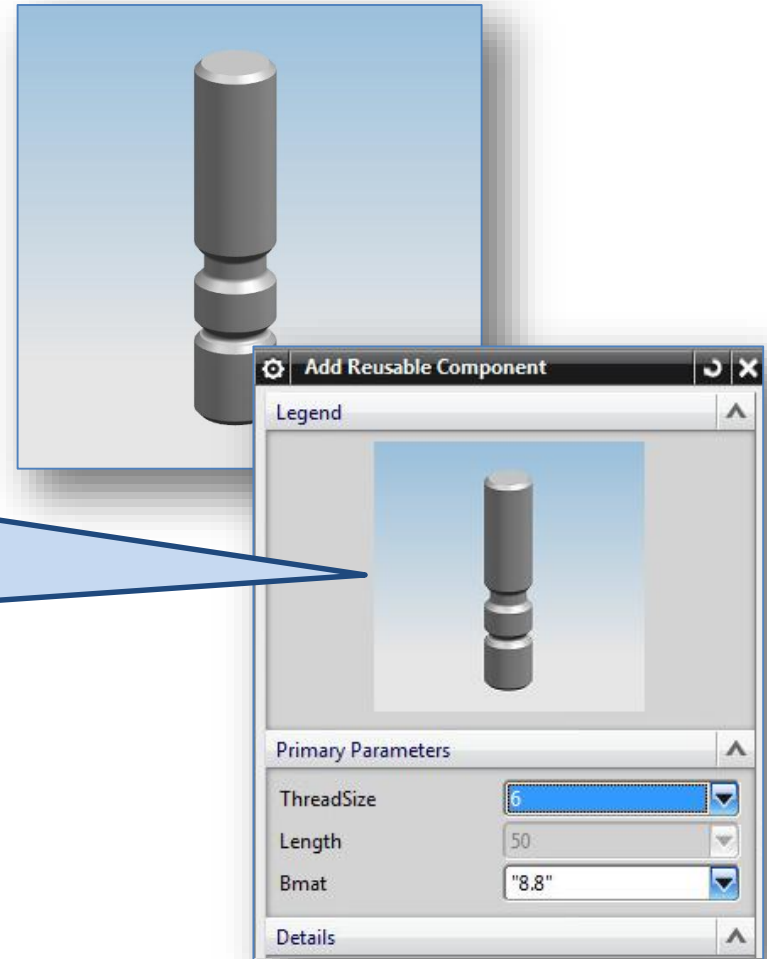 Add Reusable Component
Legend
Primary Parameters
ThreadSize 6
Length 50
Bmat "8.8"
Details